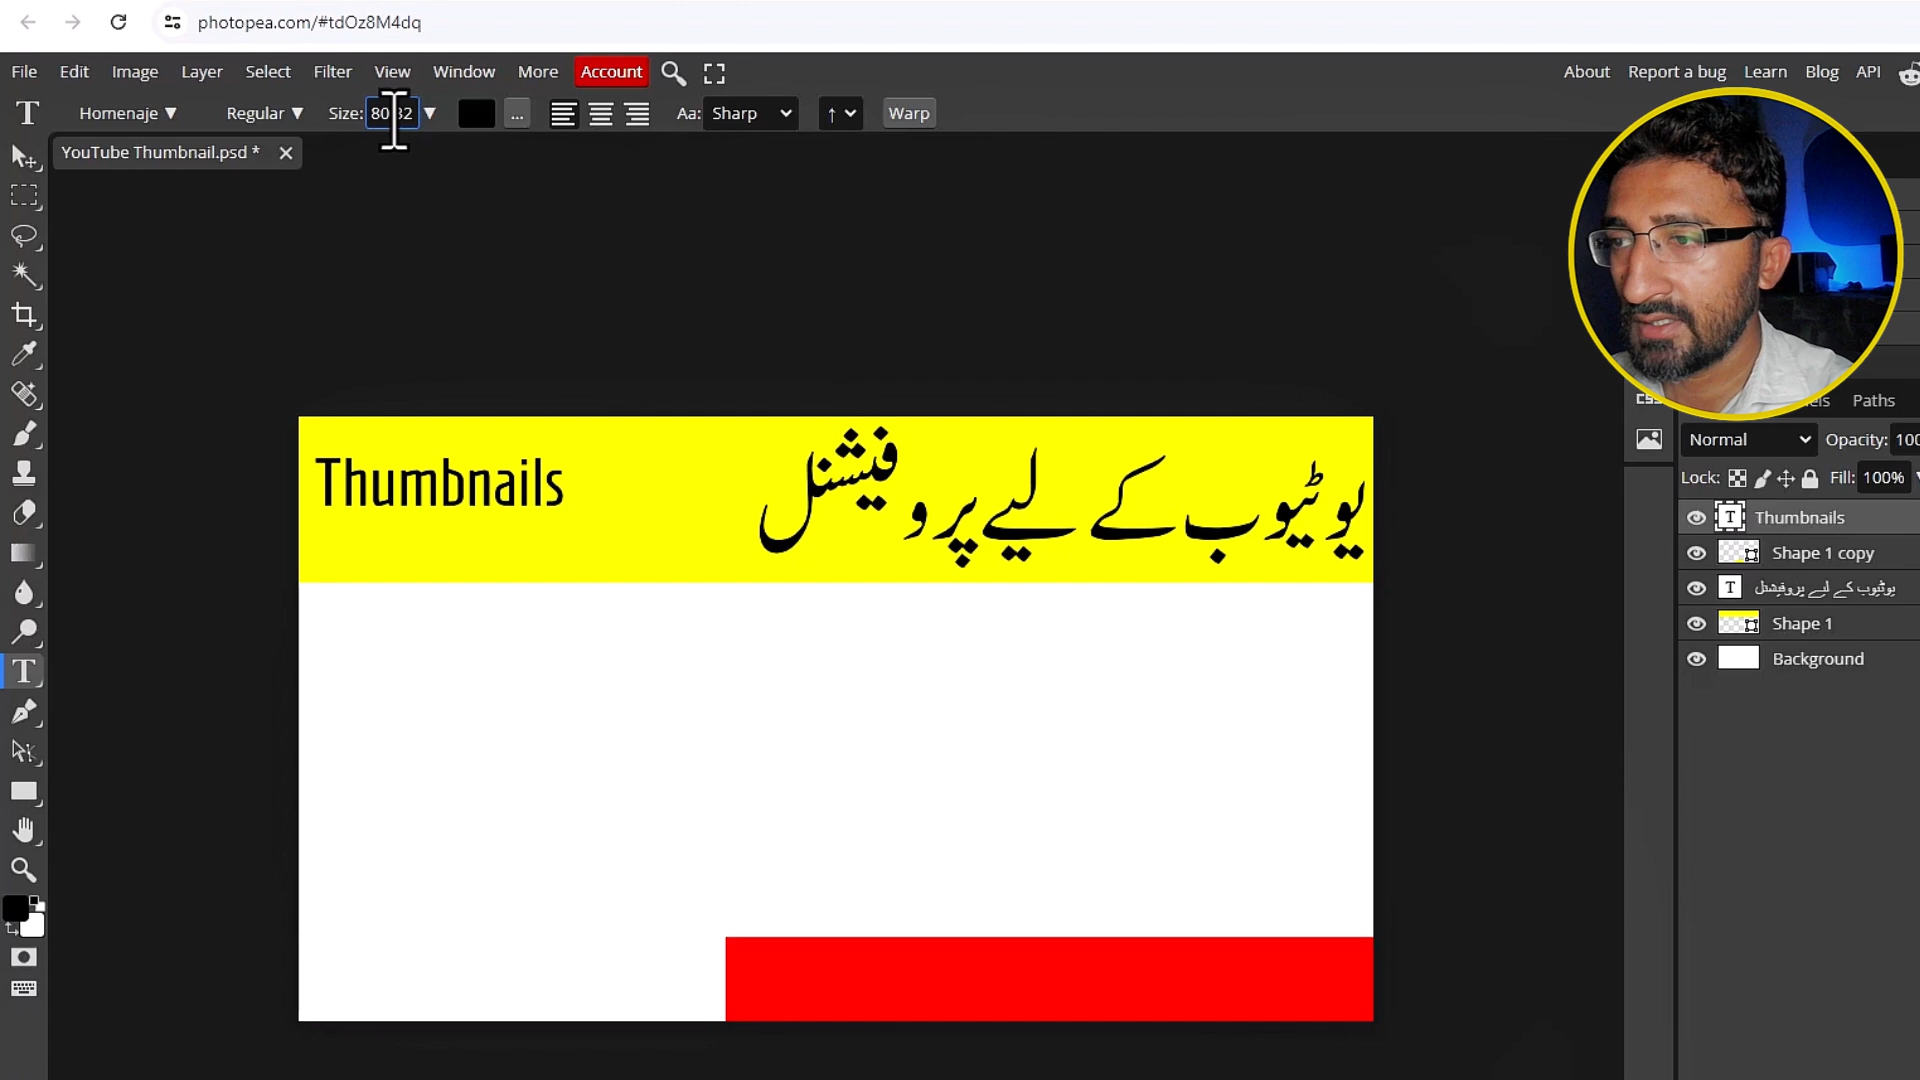 photopea.com/#tdOz8M4dq
File Edit Image Layer Select Filter View Window More Account About Report a bug Learn Blog API
T Homenaje ▼ Regular ▼ Size: ▼ ... Aa: Sharp ↑ Warp
YouTube Thumbnail.psd * ×
Paths
Normal Opacity:
Lock: Fill: 100%
Thumbnails
Shape 1 copy
یوٹیوب کے لیے پروفیشنل
Shape 1
Background
Thumbnails
یوٹیوب کے لیے پروفیشنل